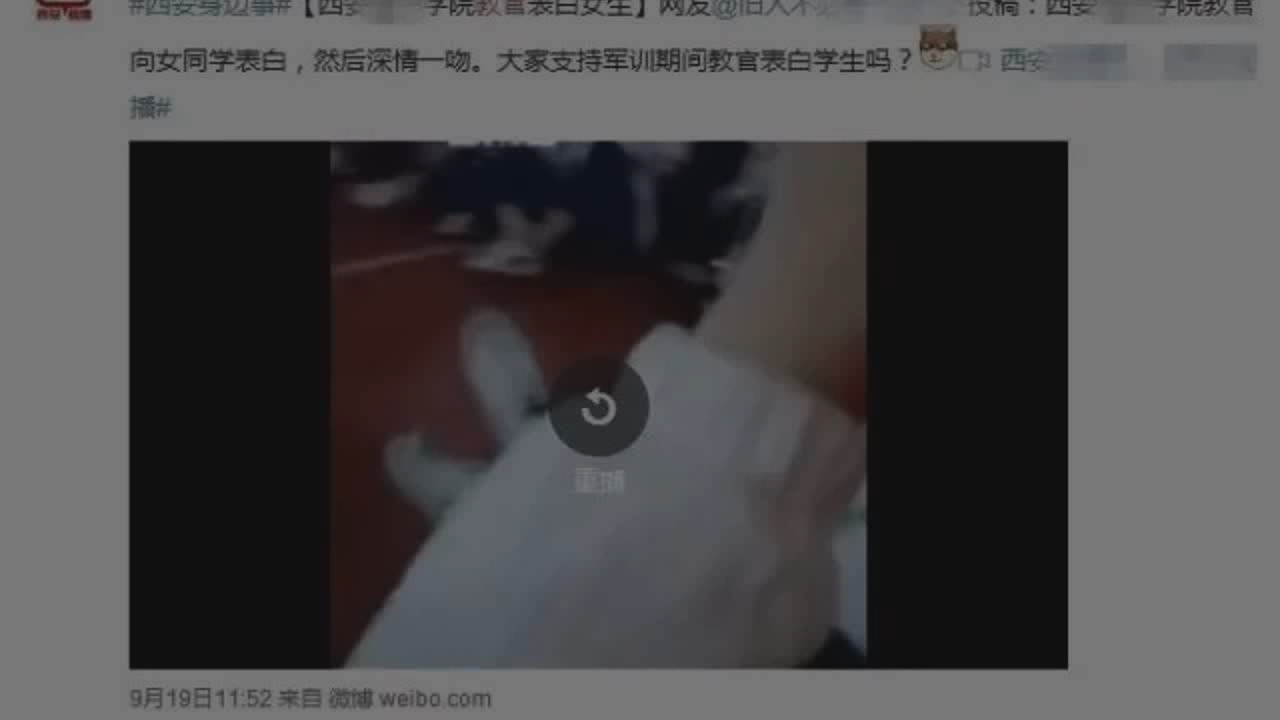 #西安身边事#【西安 学院教官表白女生】网友@旧人不 投稿：西安 学院教官
向女同学表白，然后深情一吻。大家支持军训期间教官表白学生吗？ 西安
播#
重播
9月19日11:52 来自 微博 weibo.com